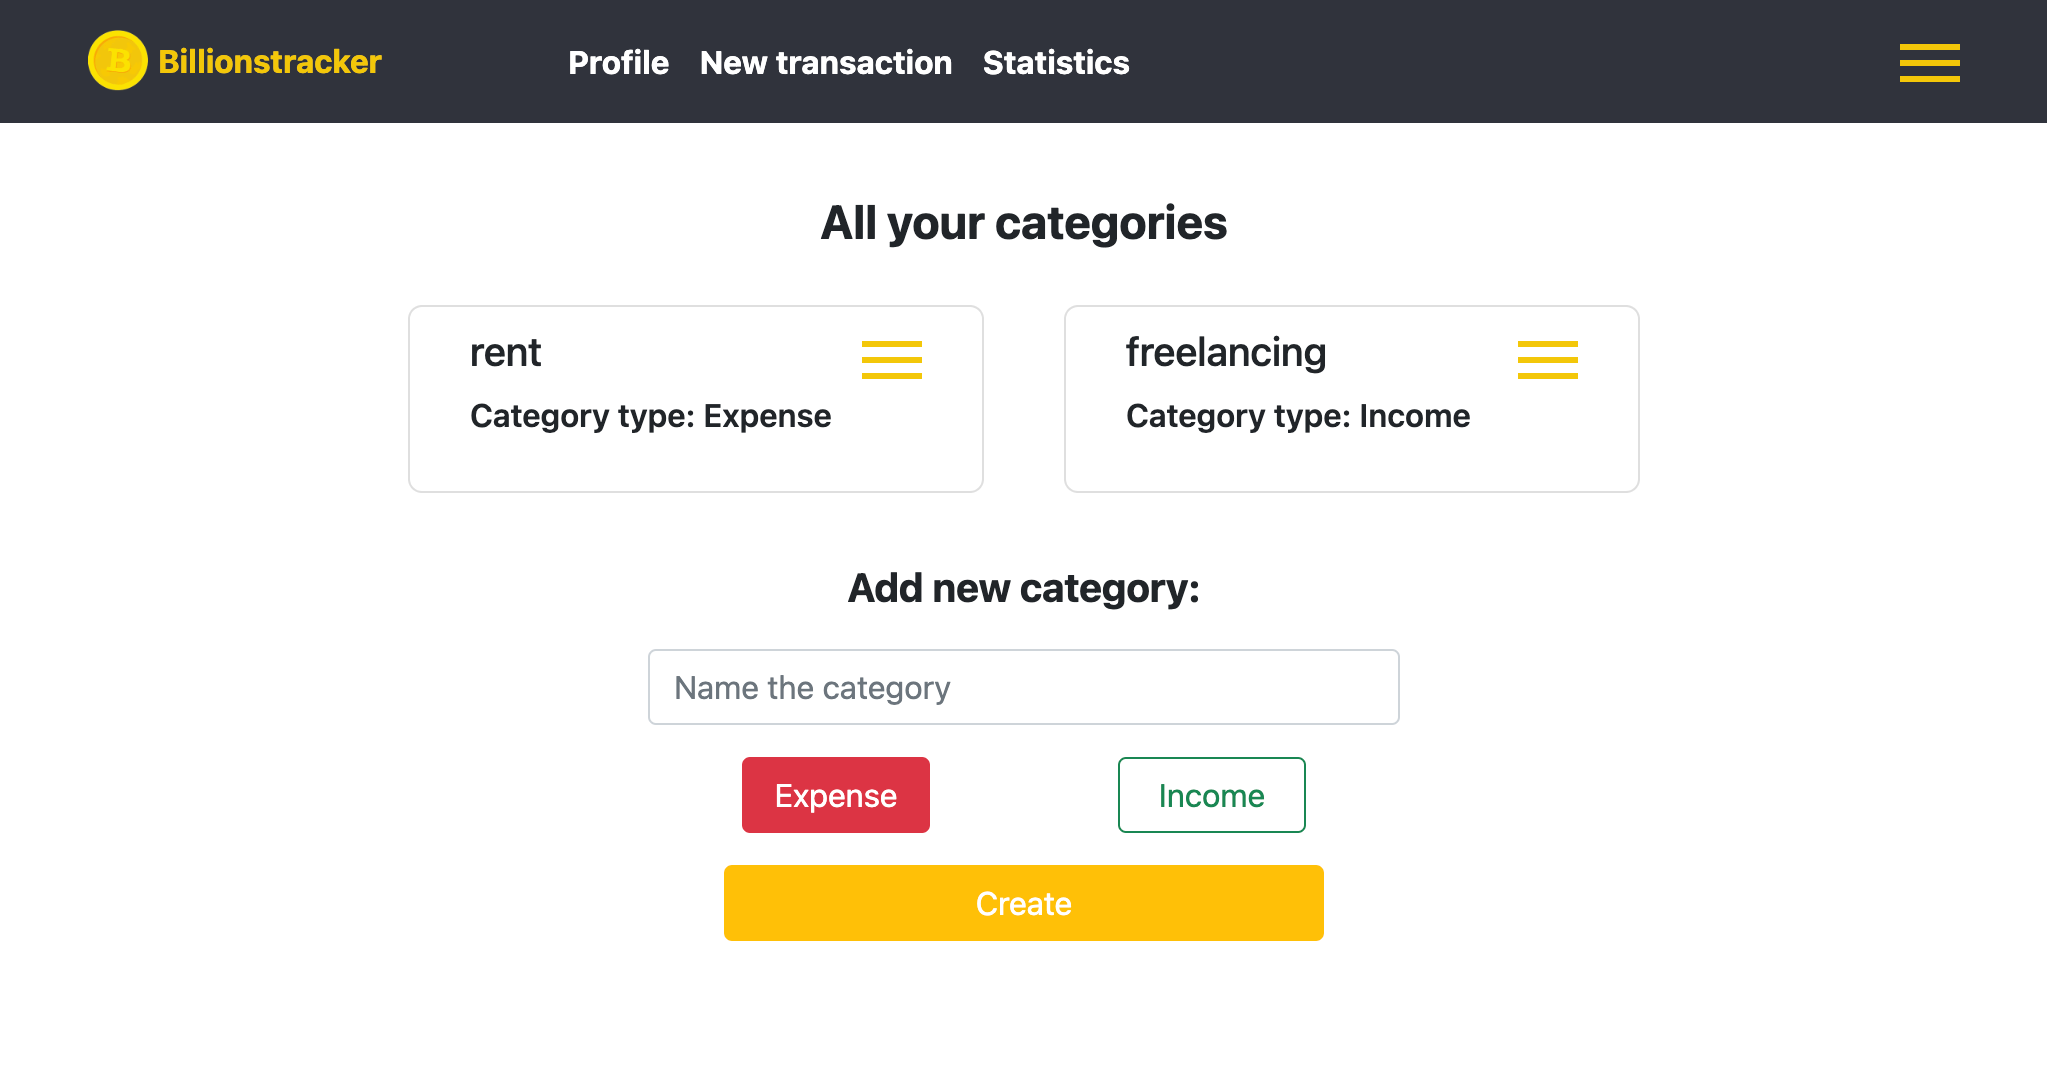 Billionstracker
Profile New transaction Statistics
All your categories
rent
Category type: Expense
freelancing
Category type: Income
Add new category:
Name the category
Expense
Income
Create